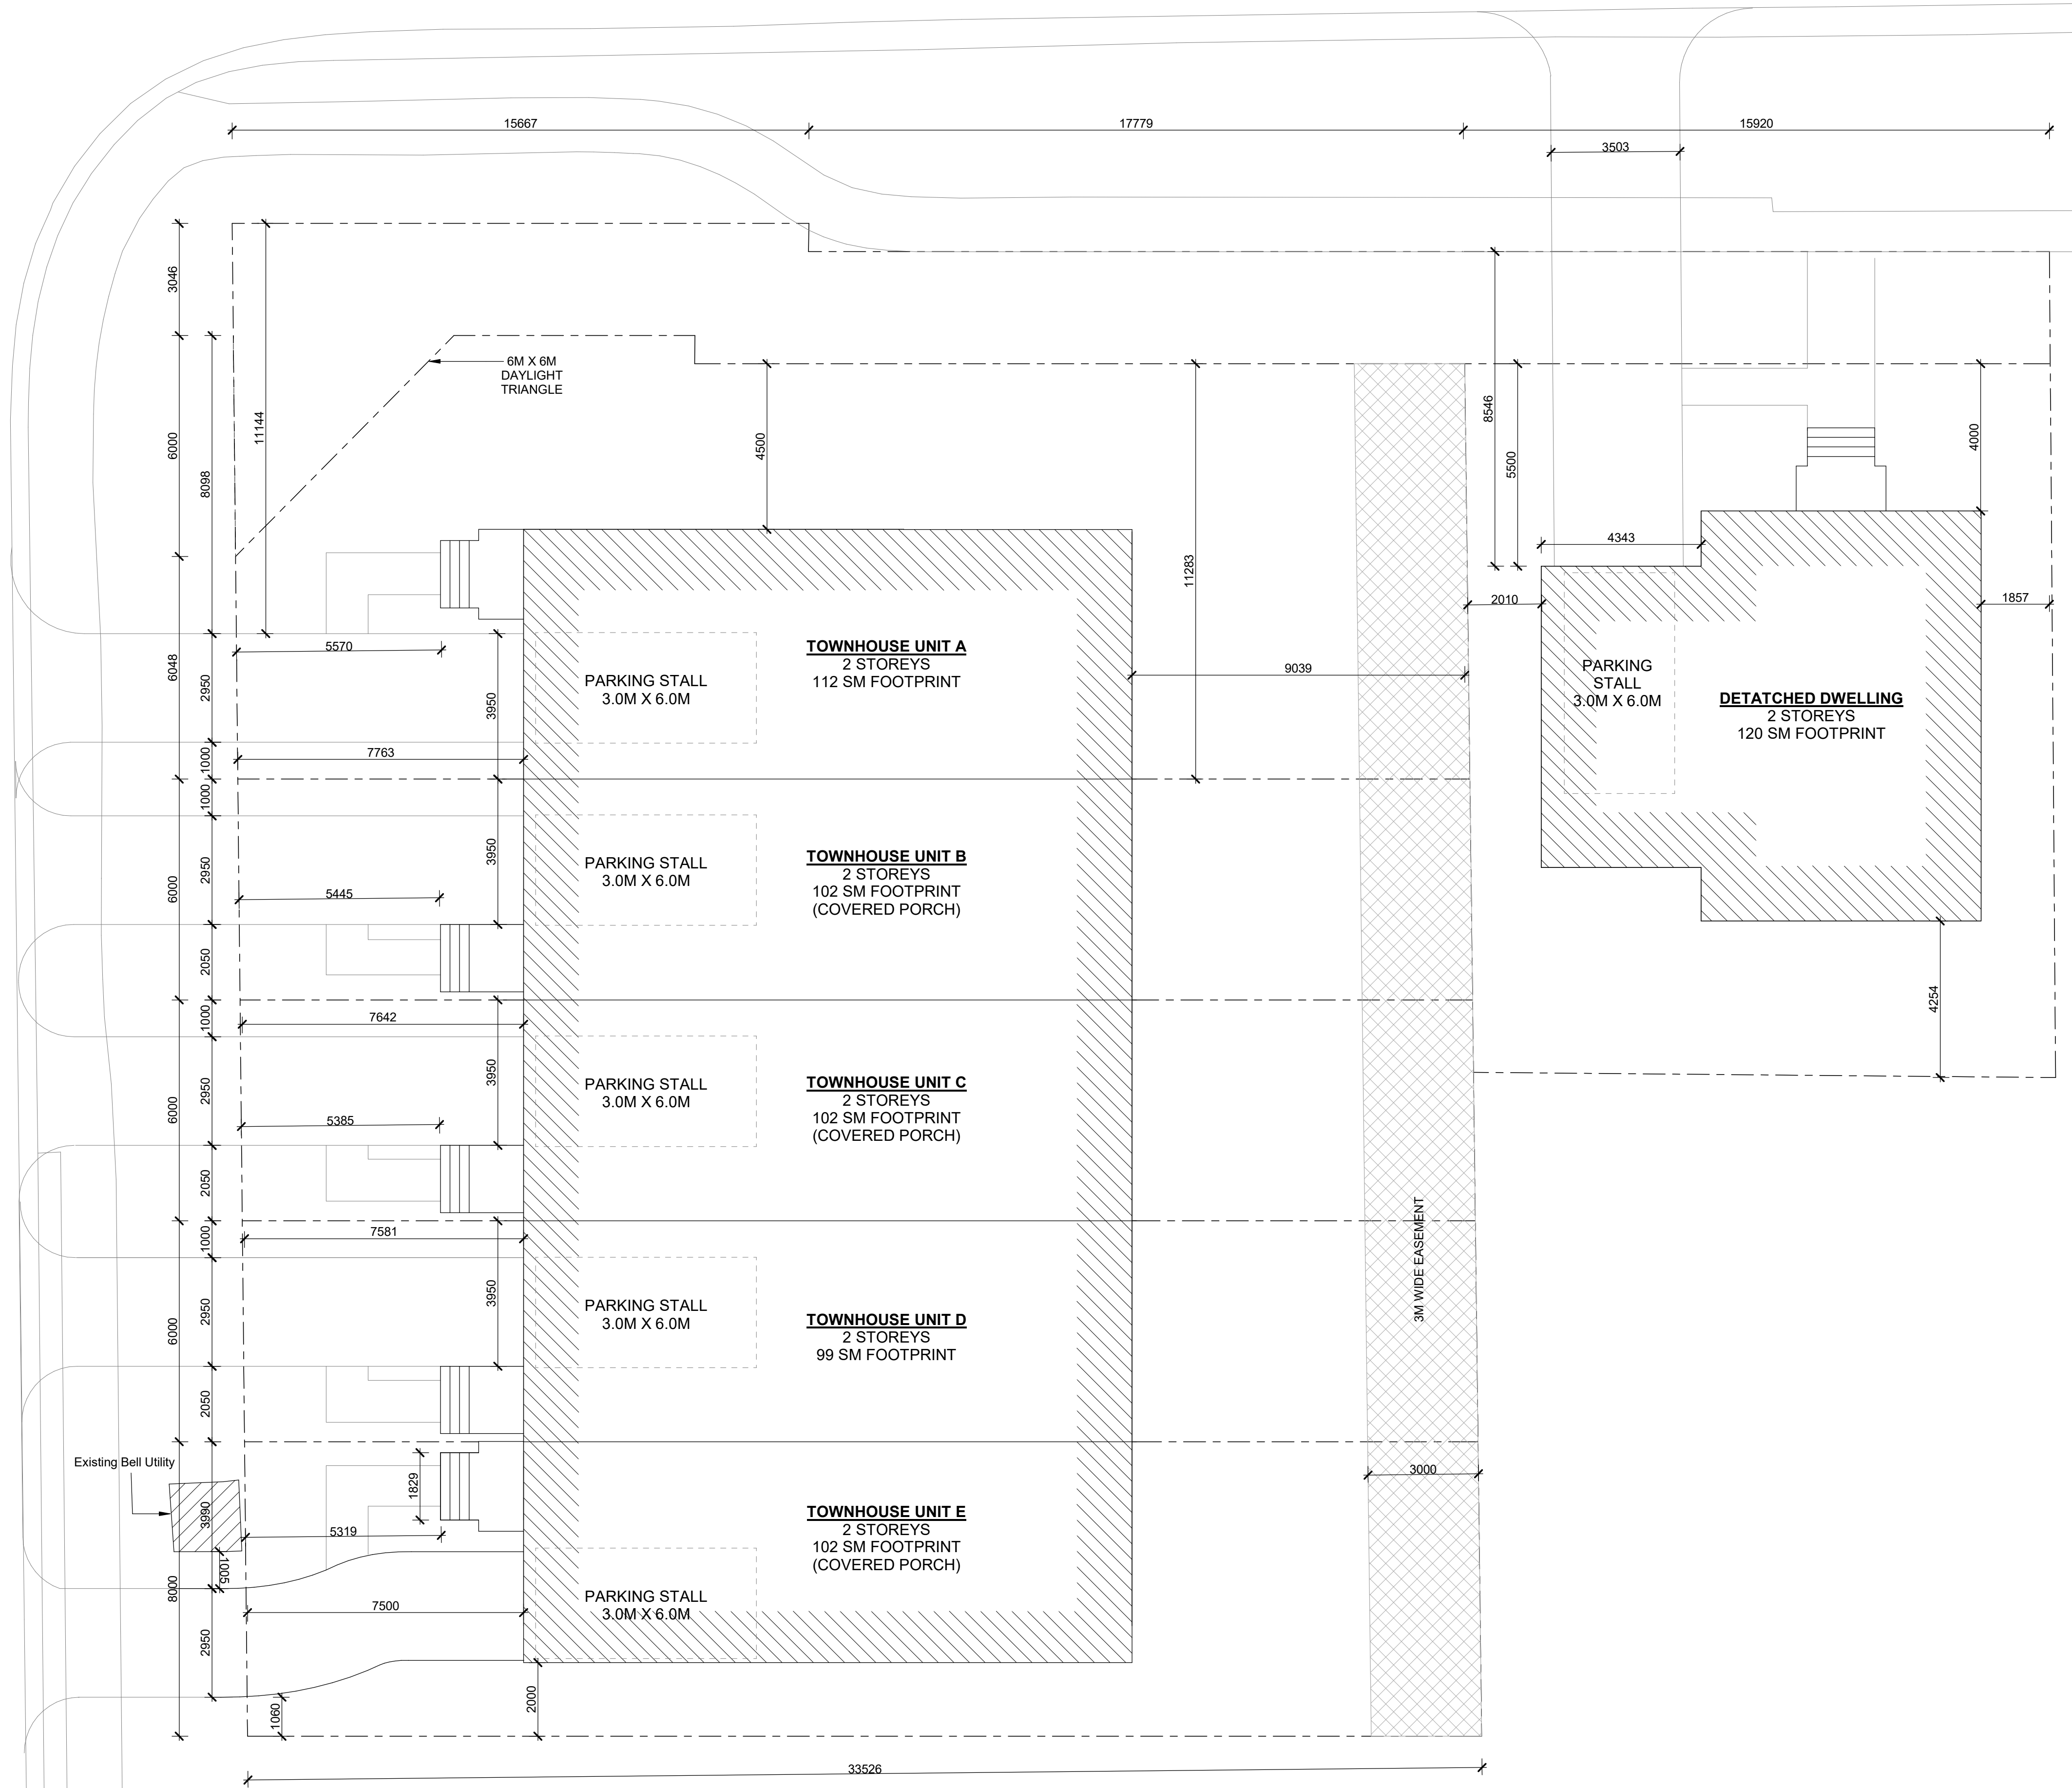 15667
17779
15920
3503
3046
6000
8098
11144
6M X 6M
DAYLIGHT
TRIANGLE
4500
11283
8546
5500
4000
4343
2010
1857
6048
2950
1000
5570
3950
7763
PARKING STALL
3.0M X 6.0M
TOWNHOUSE UNIT A
2 STOREYS
112 SM FOOTPRINT
9039
PARKING
STALL
3.0M X 6.0M
DETATCHED DWELLING
2 STOREYS
120 SM FOOTPRINT
1000
6000
2950
2050
5445
3950
PARKING STALL
3.0M X 6.0M
TOWNHOUSE UNIT B
2 STOREYS
102 SM FOOTPRINT
(COVERED PORCH)
4254
1000
6000
2950
2050
7642
5385
3950
PARKING STALL
3.0M X 6.0M
TOWNHOUSE UNIT C
2 STOREYS
102 SM FOOTPRINT
(COVERED PORCH)
3M WIDE EASEMENT
1000
6000
2950
2050
7581
3950
PARKING STALL
3.0M X 6.0M
TOWNHOUSE UNIT D
2 STOREYS
99 SM FOOTPRINT
Existing Bell Utility
3990
1005
8000
2950
1829
5319
7500
PARKING STALL
3.0M X 6.0M
TOWNHOUSE UNIT E
2 STOREYS
102 SM FOOTPRINT
(COVERED PORCH)
3000
1060
2000
33526